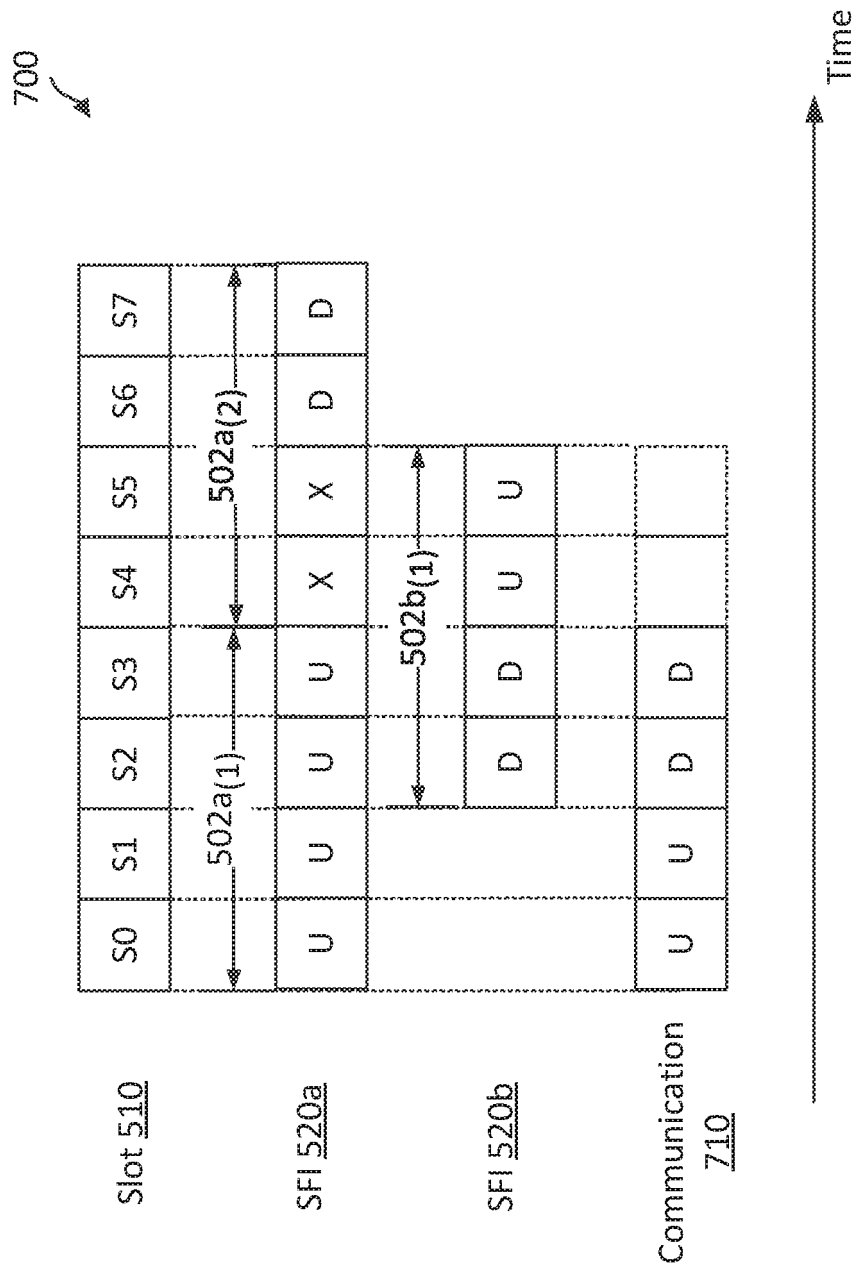 700
Slot 510 S0 S1 S2 S3 S4 S5 S6 S7
502a(1) 502a(2)
SFI 520a U U U U X X D D
502b(1)
SFI 520b D D U U
Communication U U D D
710
Time